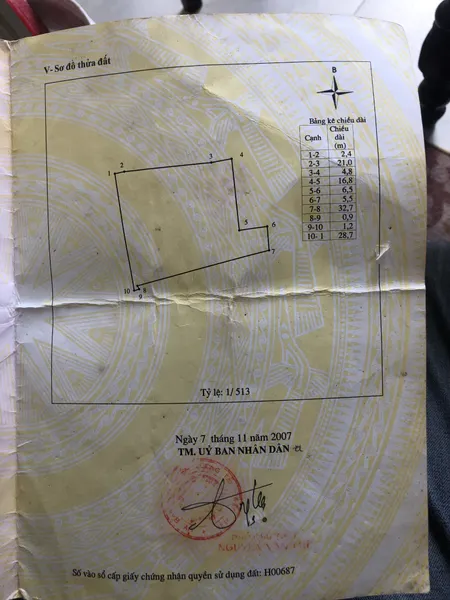 V- Sơ đồ thửa đất
B
Bảng kê chiều dài
Cạnh Chiều dài (m)
1-2 2,4
2-3 21,0
3-4 4,8
4-5 16,8
5-6 6,5
6-7 5,5
7-8 32,7
8-9 0,9
9-10 1,2
10- 1 28,7
1 2 3 4
5 6
7
10 8
9
Tỷ lệ: 1/ 513
Ngày 7 tháng 11 năm 2007
TM. UỶ BAN NHÂN DÂN
Số vào sổ cấp giấy chứng nhận quyền sử dụng đất: H00687